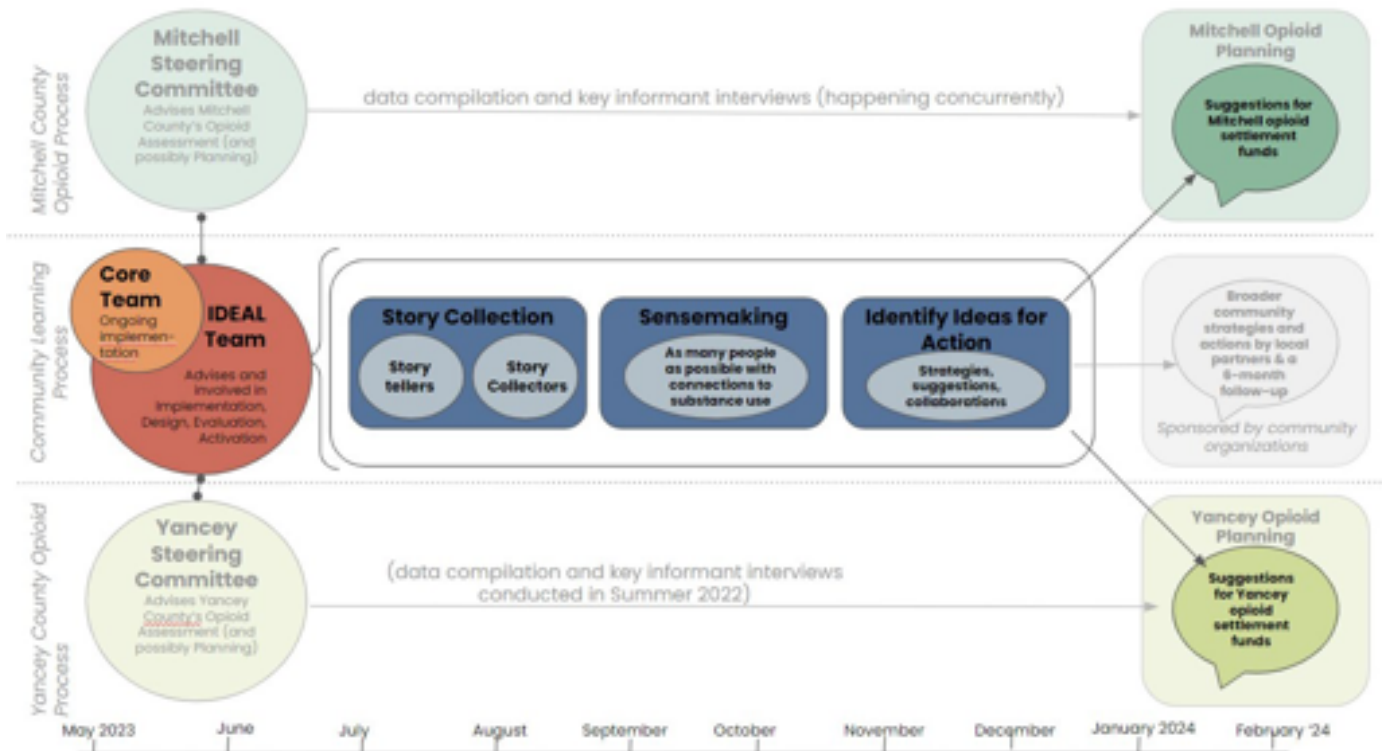 Mitchell County
Opioid Process
Mitchell
Steering
Committee
Advises Mitchell
County's Opioid
Assessment (and
possibly Planning)
data compilation and key informant interviews (happening concurrently)
Mitchell Opioid
Planning
Suggestions for
Mitchell opioid
settlement
funds
Community Learning
Process
Core
Team
Ongoing
implemen-
tation
IDEAL
Team
Advises and
involved in
Implementation,
Design, Evaluation,
Activation
Story Collection
Story
tellers
Story
Collectors
Sensemaking
As many people
as possible with
connections to
substance use
Identify Ideas for
Action
Strategies,
suggestions,
collaborations
Broader
community
strategies and
actions by local
partners & a
6-month
follow-up
Sponsored by community
organizations
Yancey County Opioid
Process
Yancey
Steering
Committee
Advises Yancey
County's Opioid
Assessment (and
possibly Planning)
(data compilation and key informant interviews
conducted in Summer 2022)
Yancey Opioid
Planning
Suggestions
for Yancey
opioid
settlement
funds
May 2023 June July August September October November December January 2024 February '24